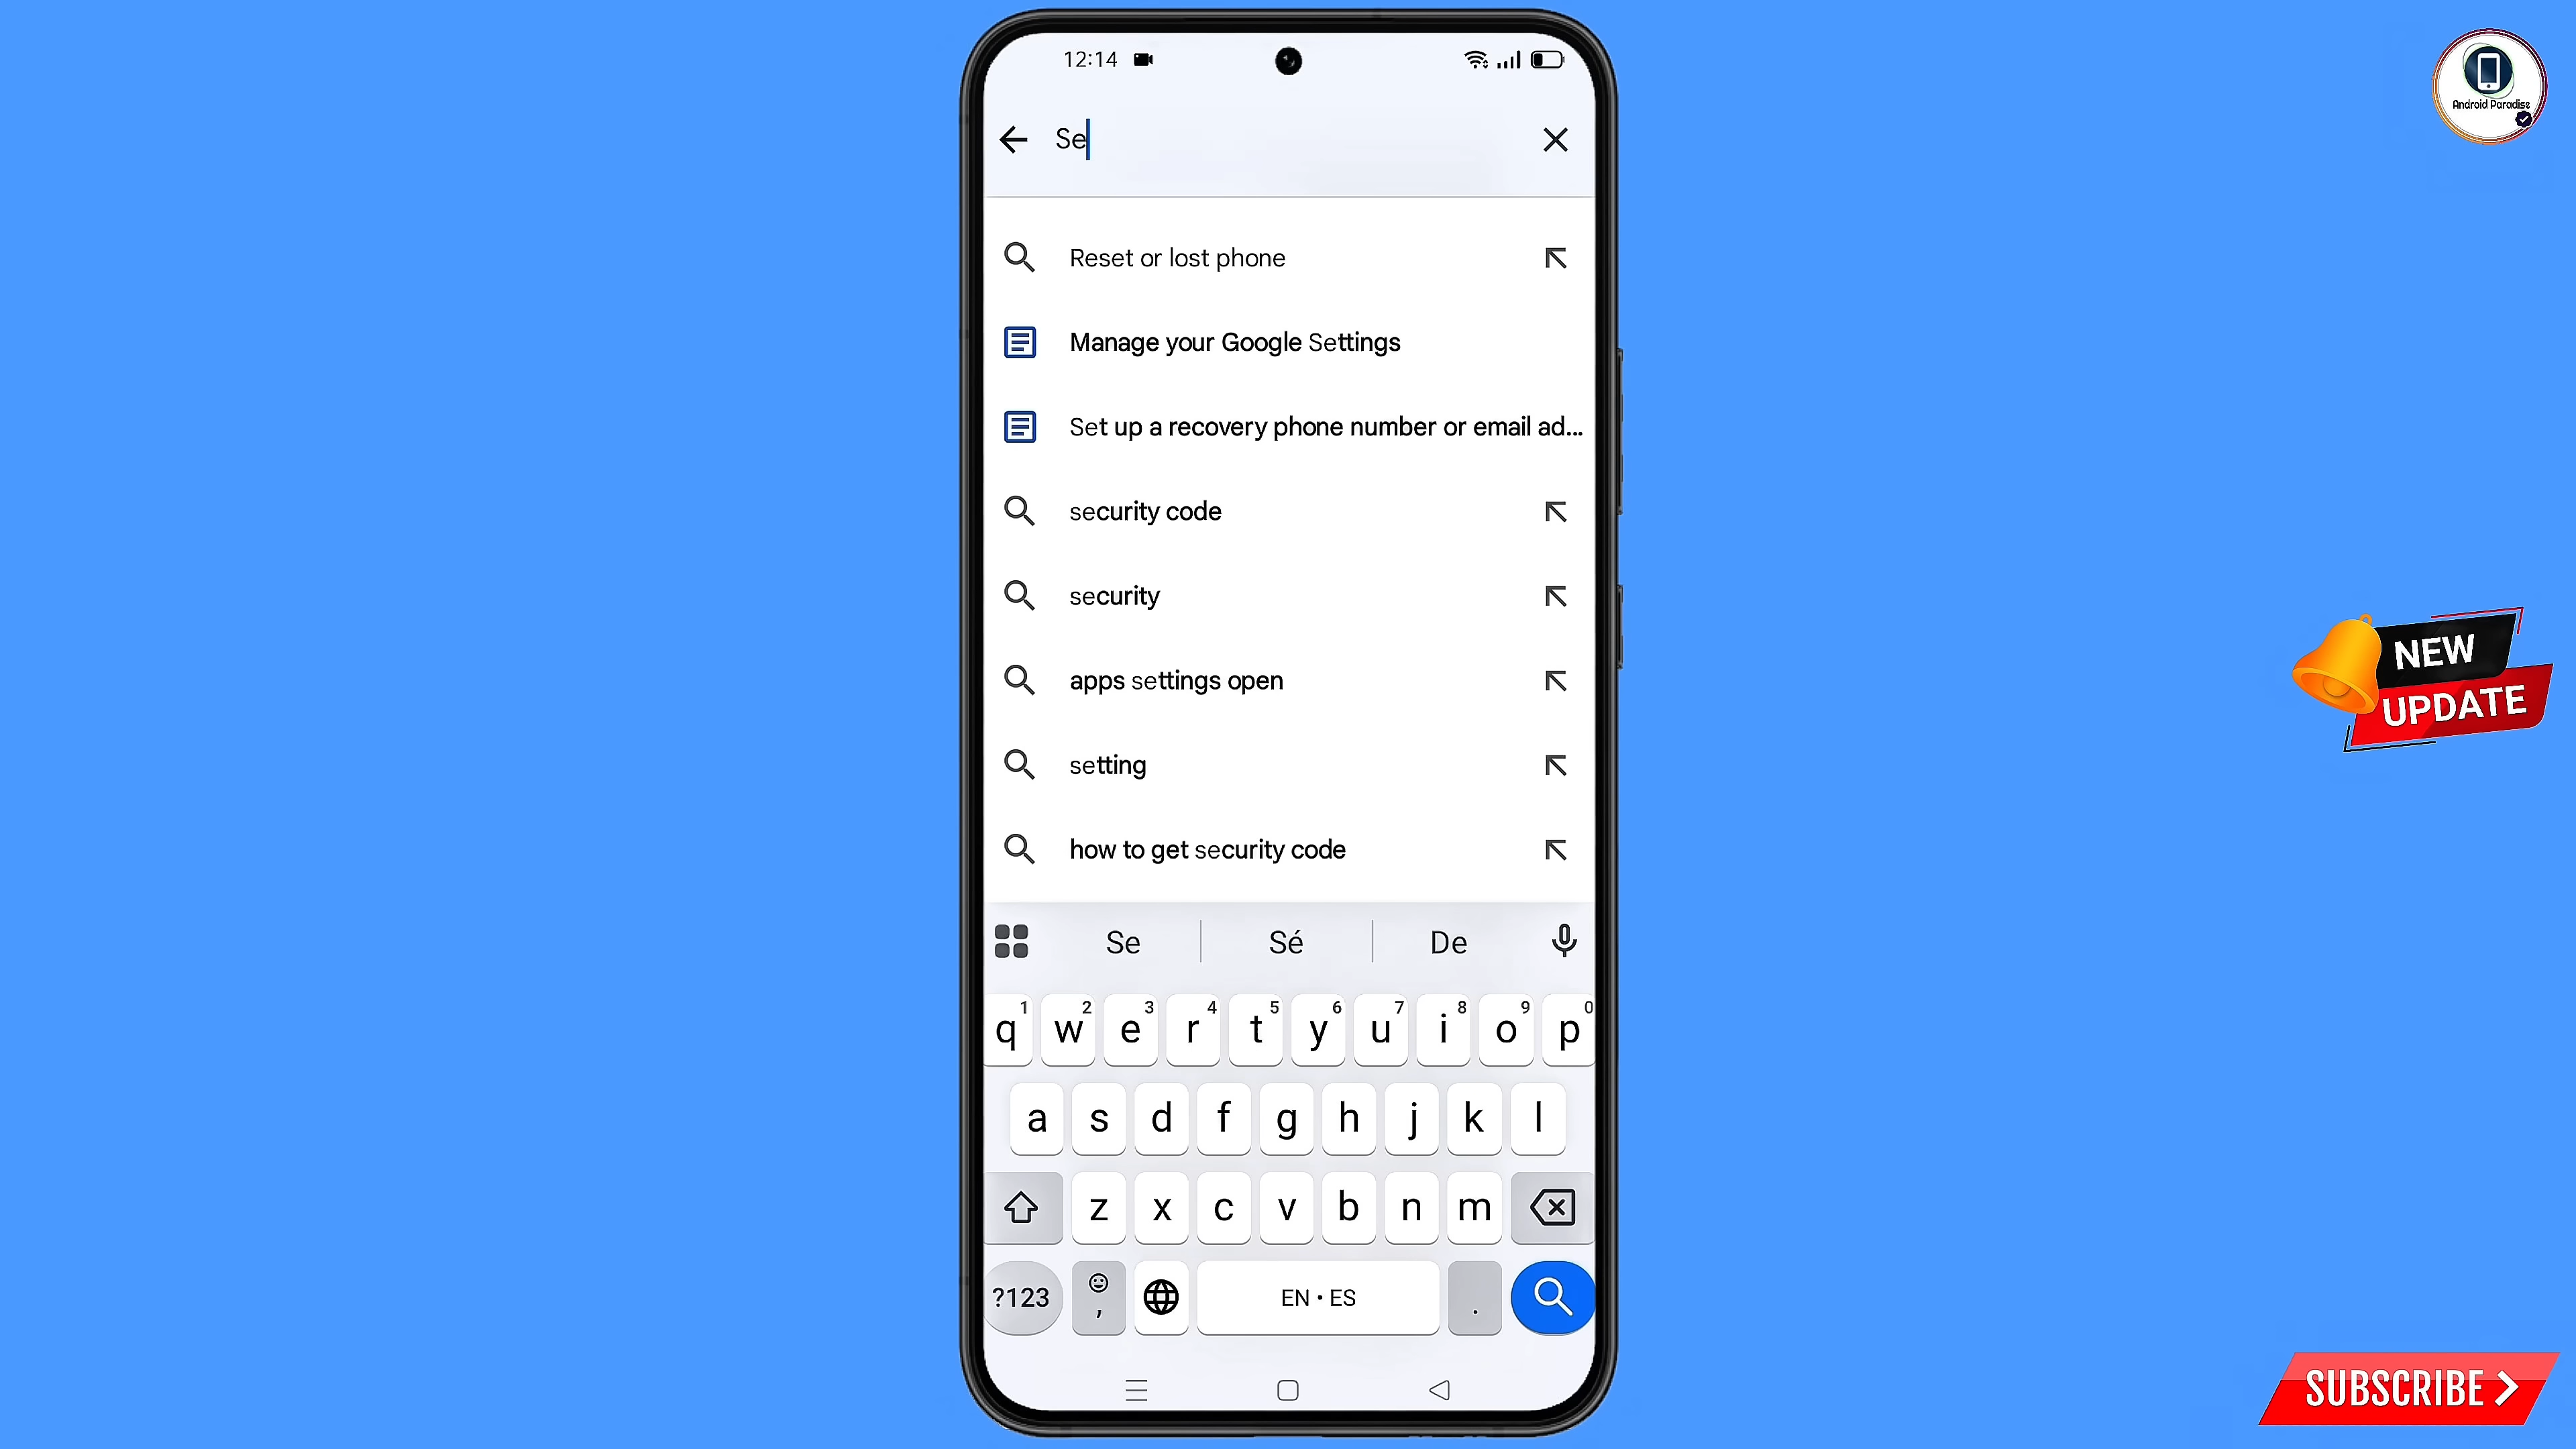 12:14
Android Paradise
Se
Reset or lost phone
Manage your Google Settings
Set up a recovery phone number or email ad...
security code
security
apps settings open
setting
how to get security code
NEW
UPDATE
Se Sé De
q1 w2 e3 r4 t5 y6 u7 i8 o9 p0
a s d f g h j k l
z x c v b n m
?123 , EN • ES .
SUBSCRIBE